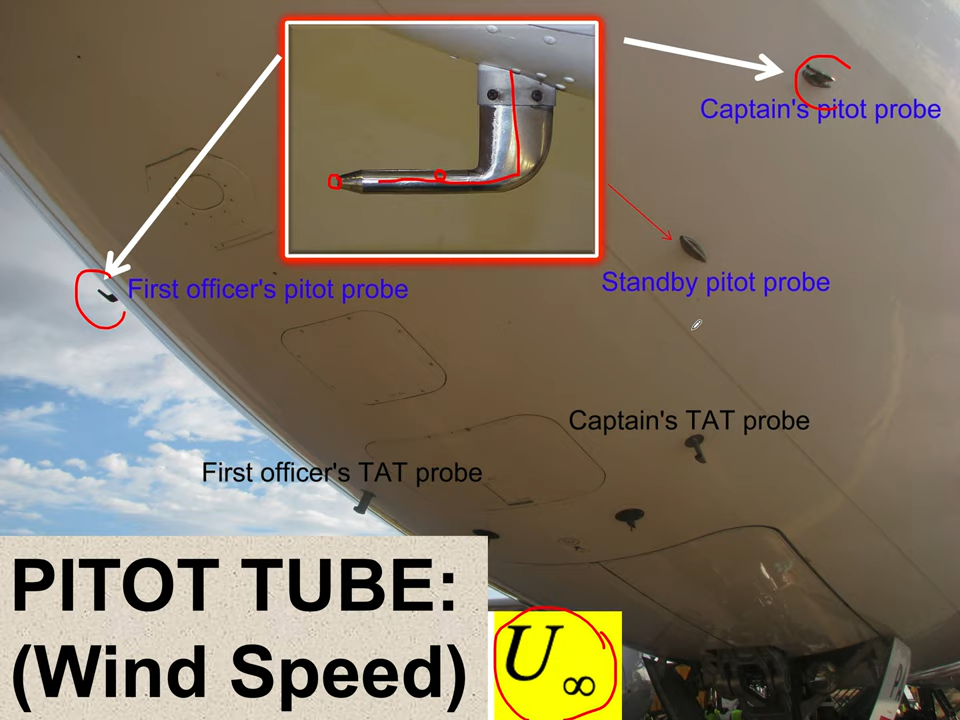 Captain's pitot probe
First officer's pitot probe
Standby pitot probe
Captain's TAT probe
First officer's TAT probe
PITOT TUBE:
(Wind Speed)
U∞